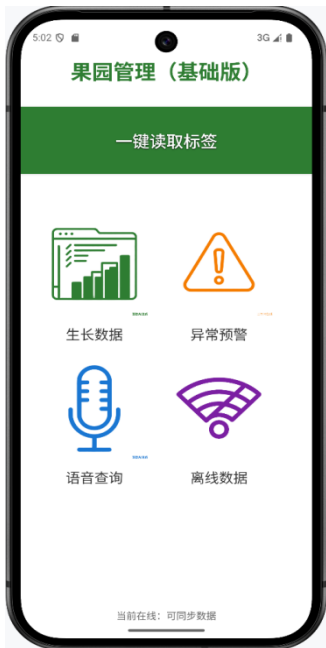 5:02 3G
果园管理（基础版）
一键读取标签
生长数据 异常预警
语音查询 离线数据
当前在线：可同步数据